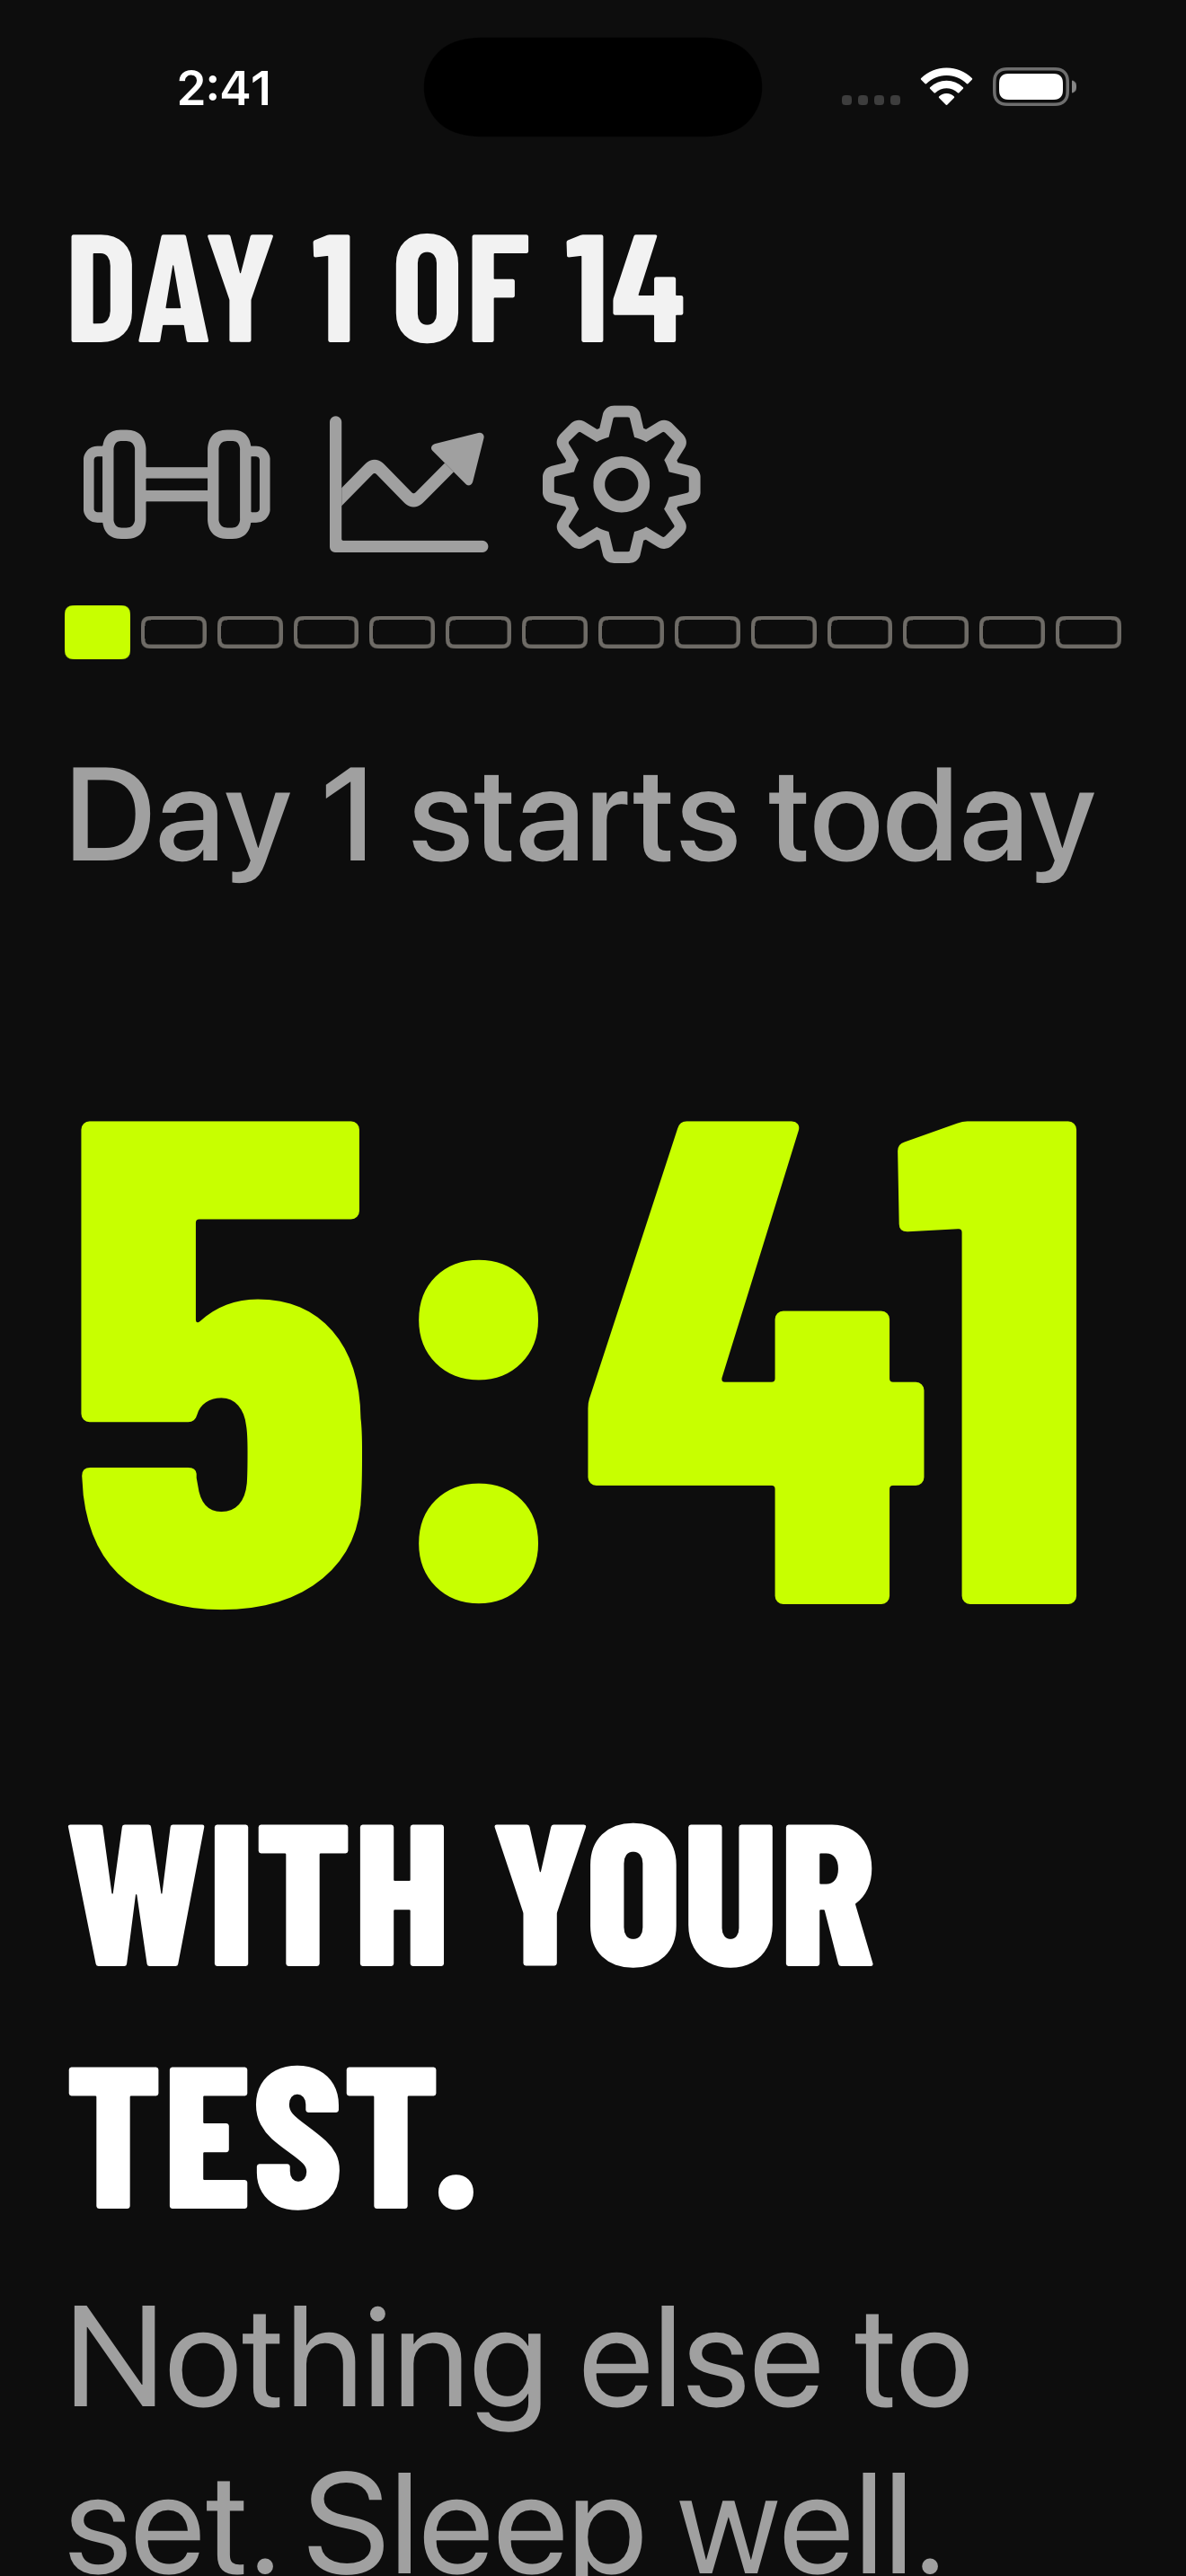 2:41
DAY 1 OF 14
Day 1 starts today
5:41
WITH YOUR
TEST.
Nothing else to
set. Sleep well.